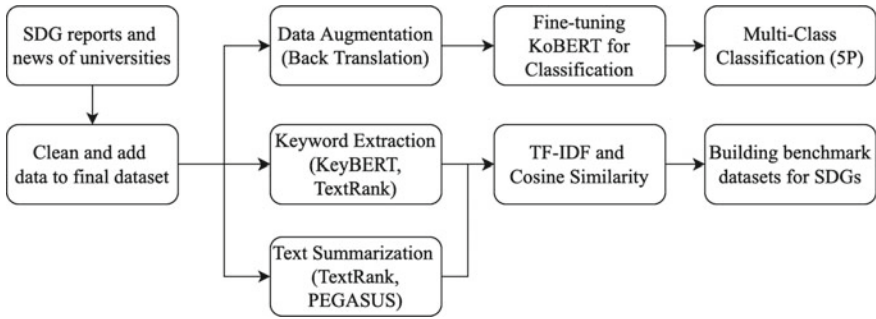 SDG reports and
news of universities
Data Augmentation
(Back Translation)
Fine-tuning
KoBERT for
Classification
Multi-Class
Classification (5P)
Clean and add
data to final dataset
Keyword Extraction
(KeyBERT,
TextRank)
TF-IDF and
Cosine Similarity
Building benchmark
datasets for SDGs
Text Summarization
(TextRank,
PEGASUS)